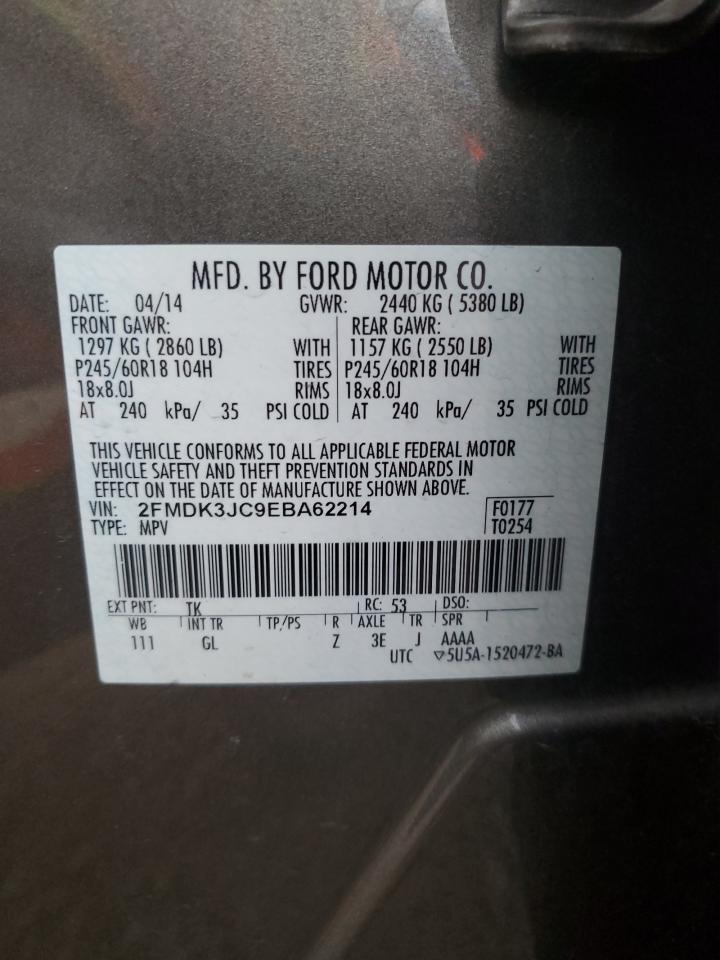 MFD. BY FORD MOTOR CO.
DATE: 04/14 GVWR: 2440 KG ( 5380 LB)
FRONT GAWR: REAR GAWR:
1297 KG ( 2860 LB) WITH 1157 KG ( 2550 LB) WITH
P245/60R18 104H TIRES P245/60R18 104H TIRES
18x8.0J RIMS 18x8.0J RIMS
AT 240 kPa/ 35 PSI COLD AT 240 kPa/ 35 PSI COLD
THIS VEHICLE CONFORMS TO ALL APPLICABLE FEDERAL MOTOR
VEHICLE SAFETY AND THEFT PREVENTION STANDARDS IN
EFFECT ON THE DATE OF MANUFACTURE SHOWN ABOVE.
VIN: 2FMDK3JC9EBA62214 F0177
TYPE: MPV T0254
EXT PNT: TK RC: 53 DSO:
WB INT TR TP/PS R AXLE TR SPR
111 GL Z 3E J AAAA
UTC ▽5U5A-1520472-BA